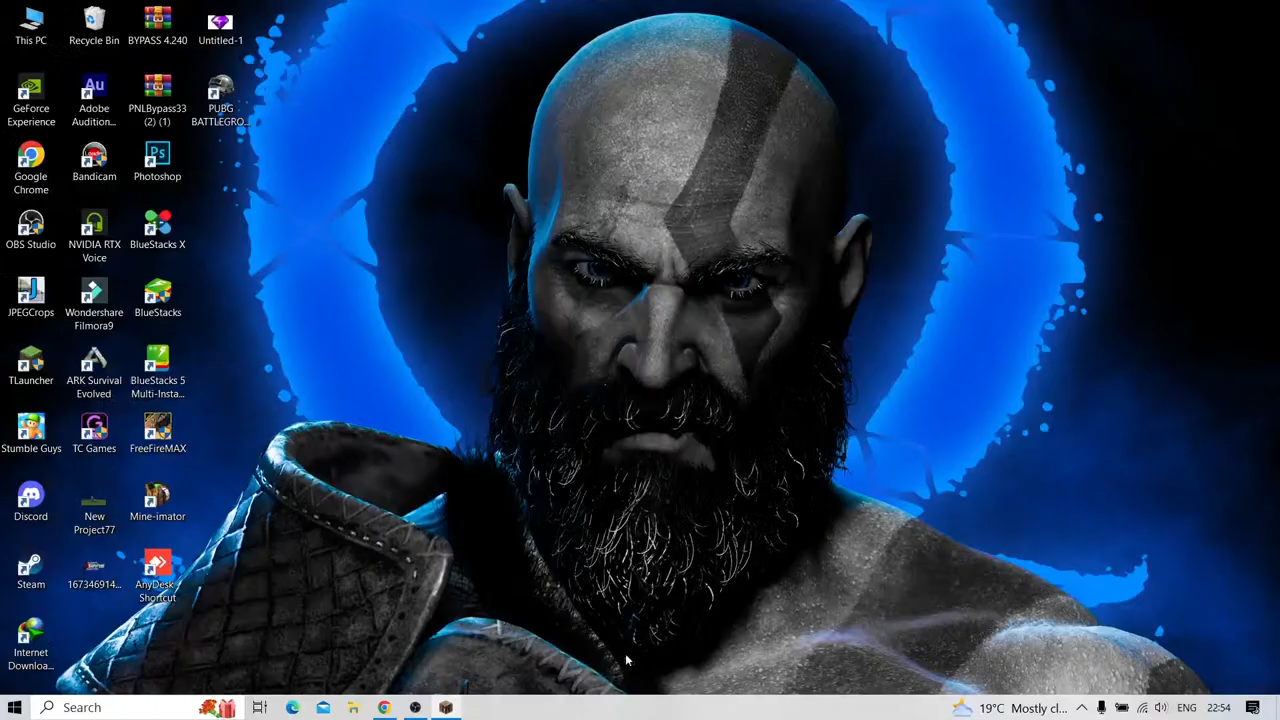 This PC
Recycle Bin
BYPASS 4.240
Untitled-1
GeForce
Experience
Adobe
Audition...
PNLBypass33
(2) (1)
PUBG
BATTLEGRO...
Google
Chrome
Bandicam
Photoshop
Ps
Au
OBS Studio
NVIDIA RTX
Voice
BlueStacks X
JPEGCrops
Wondershare
Filmora9
BlueStacks
TLauncher
ARK Survival
Evolved
BlueStacks 5
Multi-Insta...
Stumble Guys
TC Games
FreeFireMAX
Discord
New
Project77
Mine-imator
Steam
167346914...
AnyDesk -
Shortcut
Internet
Downloa...
Search
19°C Mostly cl...
ENG
22:54